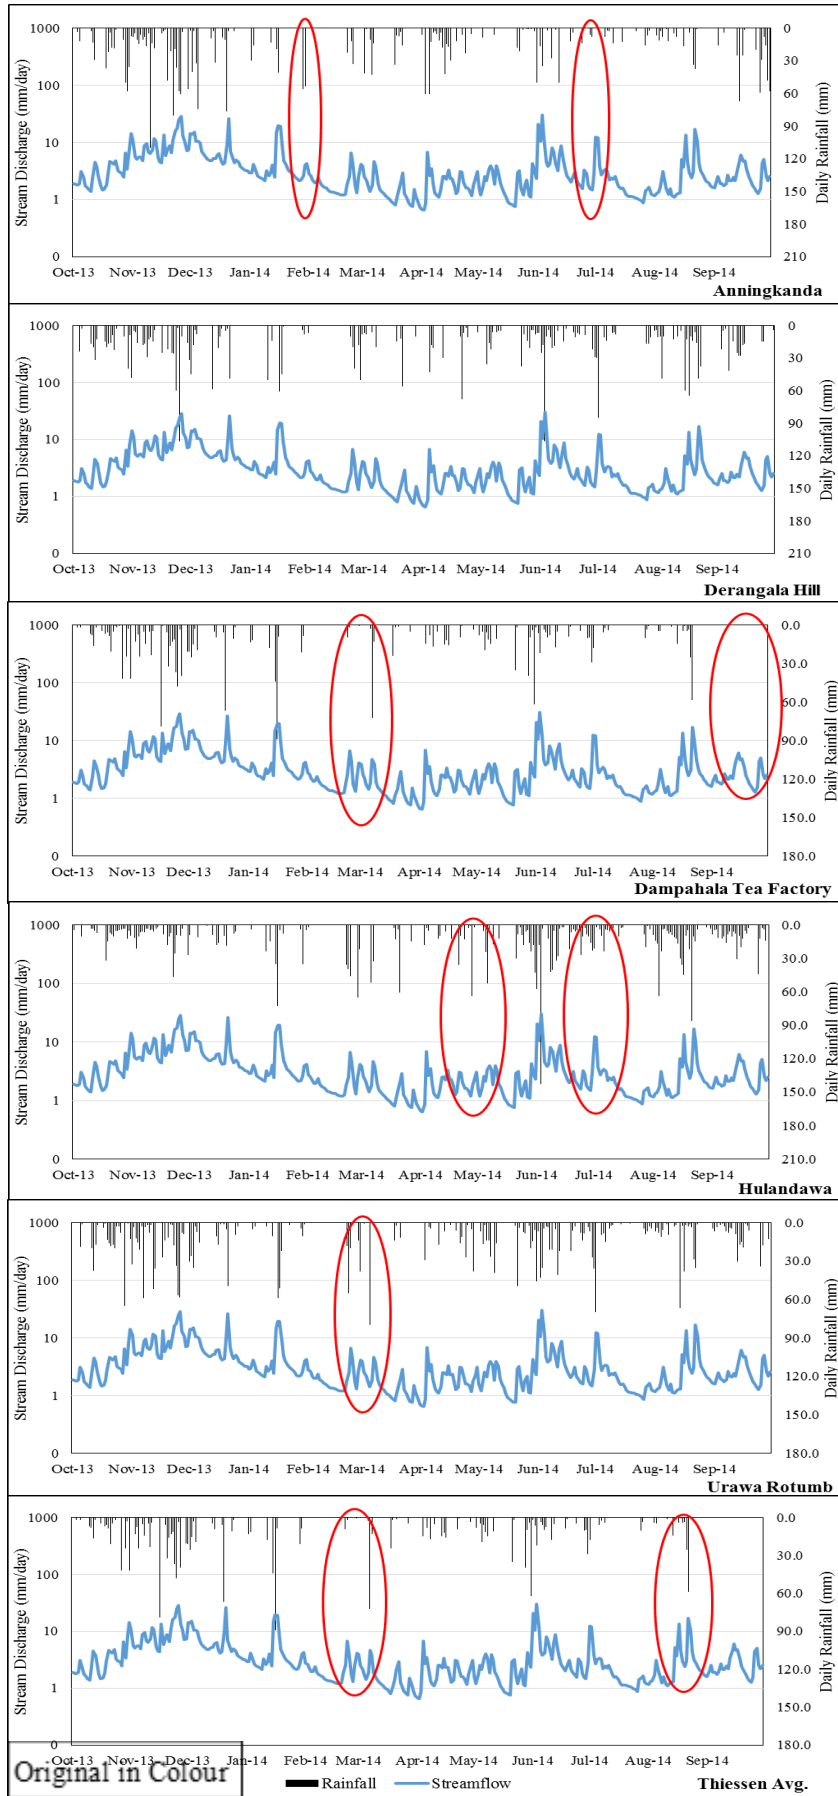 Stream Discharge (mm/day)
1000
100
10
1
0
0
30
60
90
120
150
180
210
Daily Rainfall (mm)
Oct-13 Nov-13 Dec-13 Jan-14 Feb-14 Mar-14 Apr-14 May-14 Jun-14 Jul-14 Aug-14 Sep-14
Anningkanda
Stream Discharge (mm/day)
1000
100
10
1
0
0
30
60
90
120
150
180
210
Daily Rainfall (mm)
Oct-13 Nov-13 Dec-13 Jan-14 Feb-14 Mar-14 Apr-14 May-14 Jun-14 Jul-14 Aug-14 Sep-14
Derangala Hill
Stream Discharge (mm/day)
1000
100
10
1
0
0.0
30.0
60.0
90.0
120.0
150.0
180.0
Daily Rainfall (mm)
Oct-13 Nov-13 Dec-13 Jan-14 Feb-14 Mar-14 Apr-14 May-14 Jun-14 Jul-14 Aug-14 Sep-14
Dampahala Tea Factory
Stream Discharge (mm/day)
1000
100
10
1
0
0.0
30.0
60.0
90.0
120.0
150.0
180.0
210.0
Daily Rainfall (mm)
Oct-13 Nov-13 Dec-13 Jan-14 Feb-14 Mar-14 Apr-14 May-14 Jun-14 Jul-14 Aug-14 Sep-14
Hulandawa
Stream Discharge (mm/day)
1000
100
10
1
0
0.0
30.0
60.0
90.0
120.0
150.0
180.0
Daily Rainfall (mm)
Oct-13 Nov-13 Dec-13 Jan-14 Feb-14 Mar-14 Apr-14 May-14 Jun-14 Jul-14 Aug-14 Sep-14
Urawa Rotumb
Stream Discharge (mm/day)
1000
100
10
1
0
0.0
30.0
60.0
90.0
120.0
150.0
180.0
Daily Rainfall (mm)
Oct-13 Nov-13 Dec-13 Jan-14 Feb-14 Mar-14 Apr-14 May-14 Jun-14 Jul-14 Aug-14 Sep-14
Original in Colour
Rainfall Streamflow
Thiessen Avg.